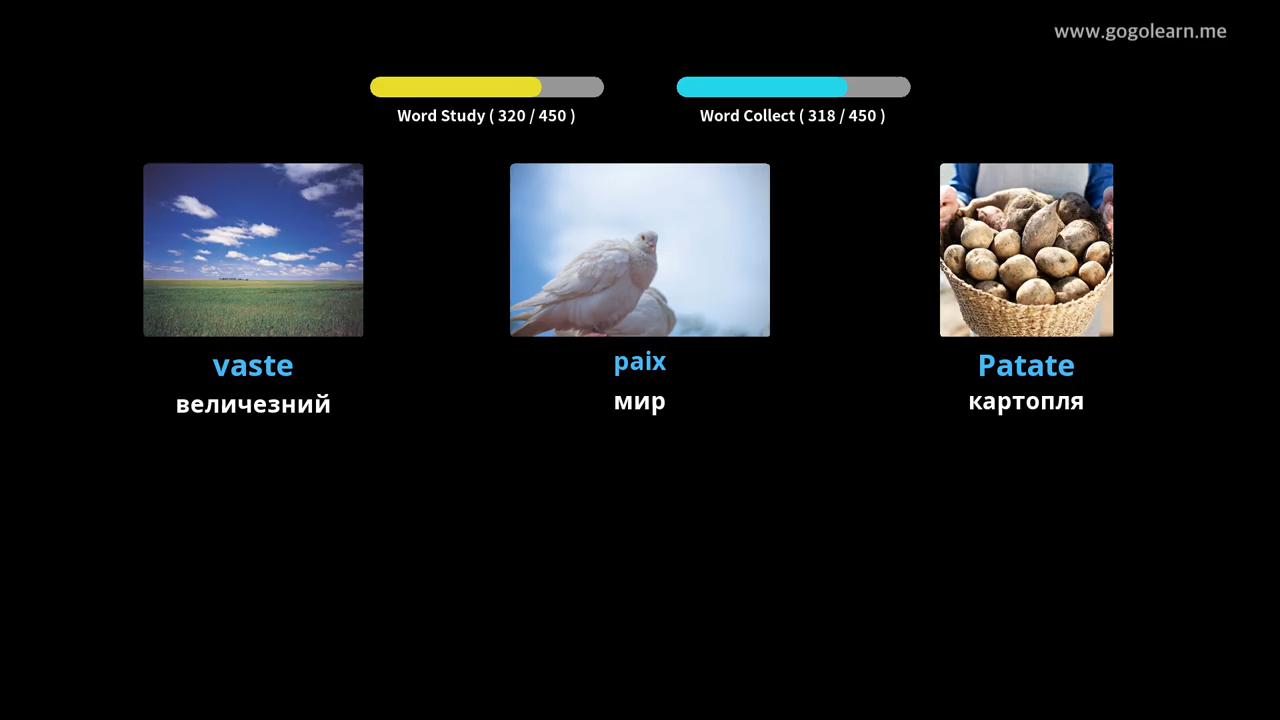 www.gogolearn.me
Word Study ( 320 / 450 )
Word Collect ( 318 / 450 )
vaste
paix
Patate
величезний
мир
картопля